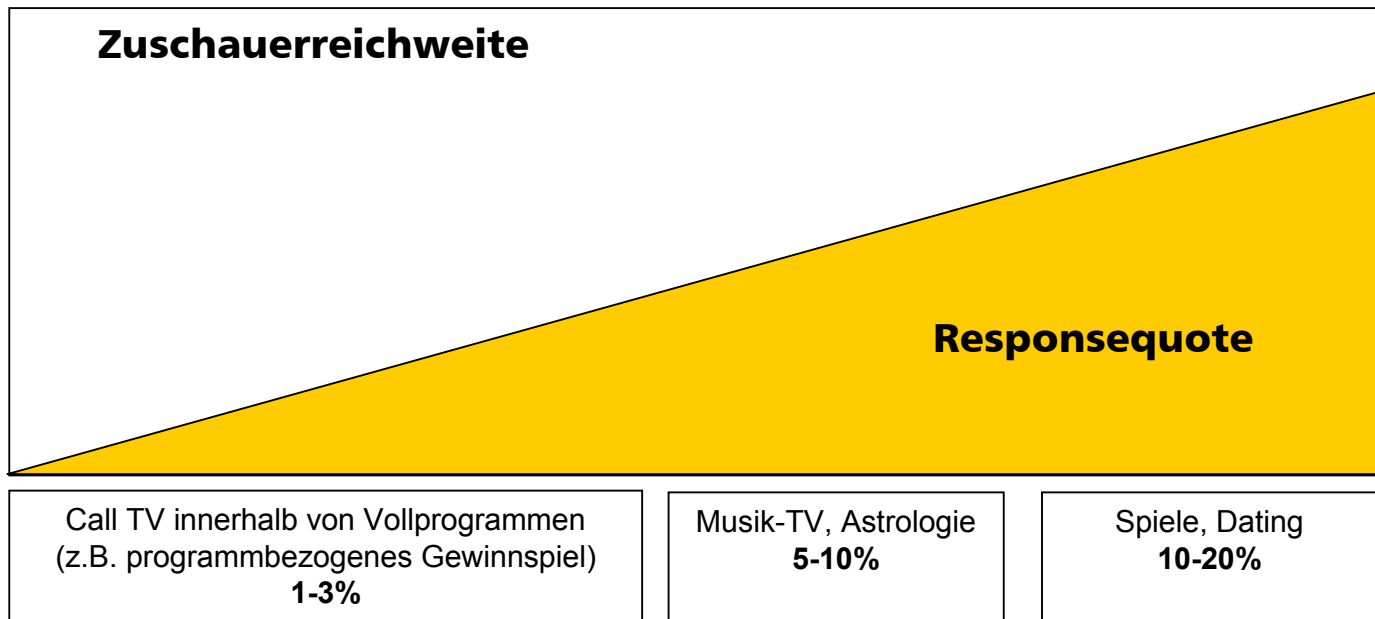 Zuschauerreichweite
Responsequote
Call TV innerhalb von Vollprogrammen
(z.B. programmbezogenes Gewinnspiel)
1-3%
Musik-TV, Astrologie
5-10%
Spiele, Dating
10-20%